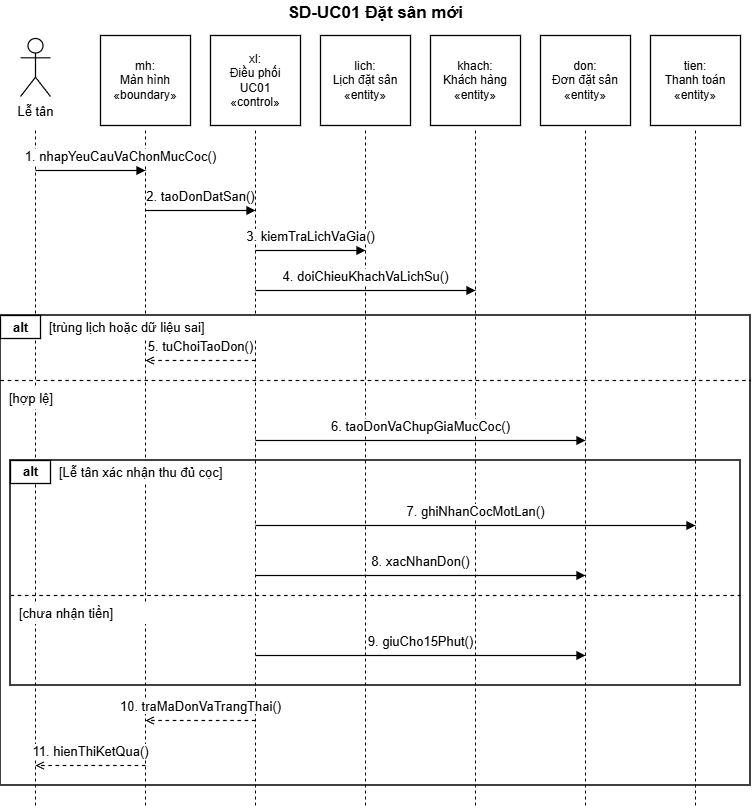 SD-UC01 Đặt sân mới
Lễ tân
mh:
Màn hình
«boundary»
xl:
Điều phối
UC01
«control»
lich:
Lịch đặt sân
«entity»
khach:
Khách hàng
«entity»
don:
Đơn đặt sân
«entity»
tien:
Thanh toán
«entity»
1. nhapYeuCauVaChonMucCoc()
2. taoDonDatSan()
3. kiemTraLichVaGia()
4. doiChieuKhachVaLichSu()
alt
[trùng lịch hoặc dữ liệu sai]
5. tuChoiTaoDon()
[hợp lệ]
6. taoDonVaChupGiaMucCoc()
alt
[Lễ tân xác nhận thu đủ cọc]
7. ghiNhanCocMotLan()
8. xacNhanDon()
[chưa nhận tiền]
9. giuCho15Phut()
10. traMaDonVaTrangThai()
11. hienThiKetQua()